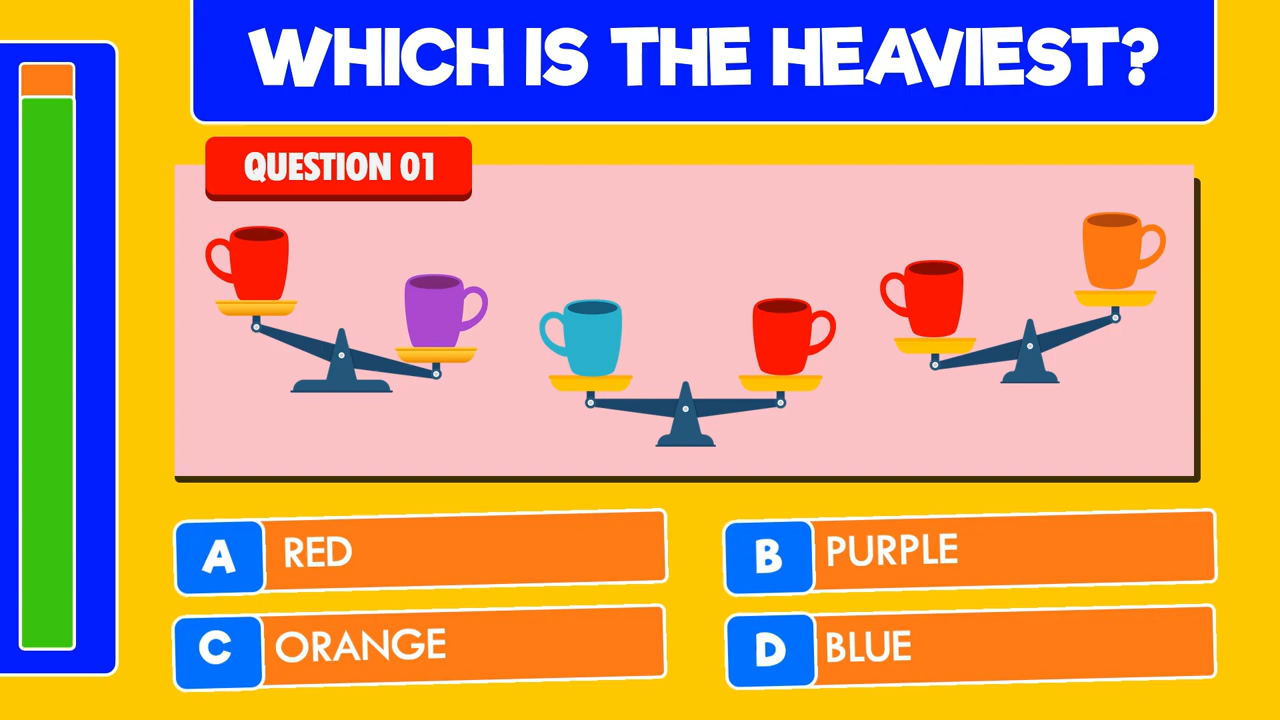 WHICH IS THE HEAVIEST?
QUESTION 01
A RED
B PURPLE
C ORANGE
D BLUE